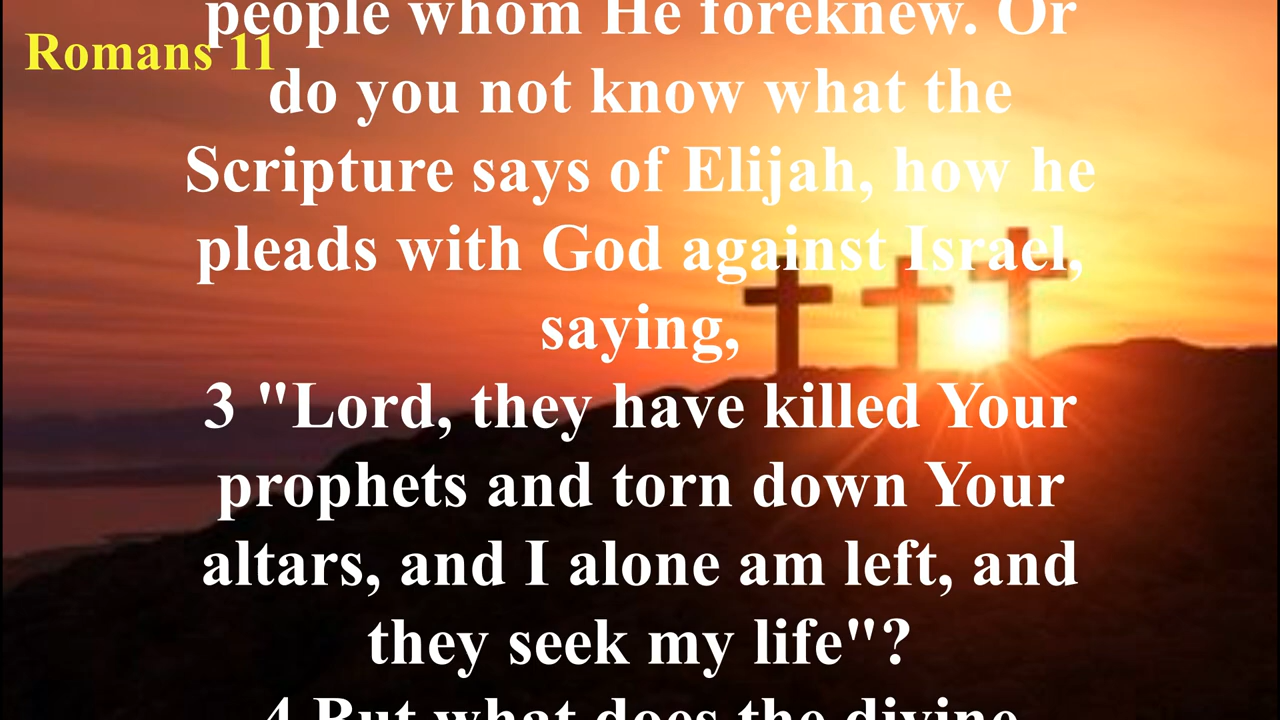 people whom He foreknew. Or
Romans 11
do you not know what the
Scripture says of Elijah, how he
pleads with God against Israel,
saying,
3 "Lord, they have killed Your
prophets and torn down Your
altars, and I alone am left, and
they seek my life"?
4 But what does the divine